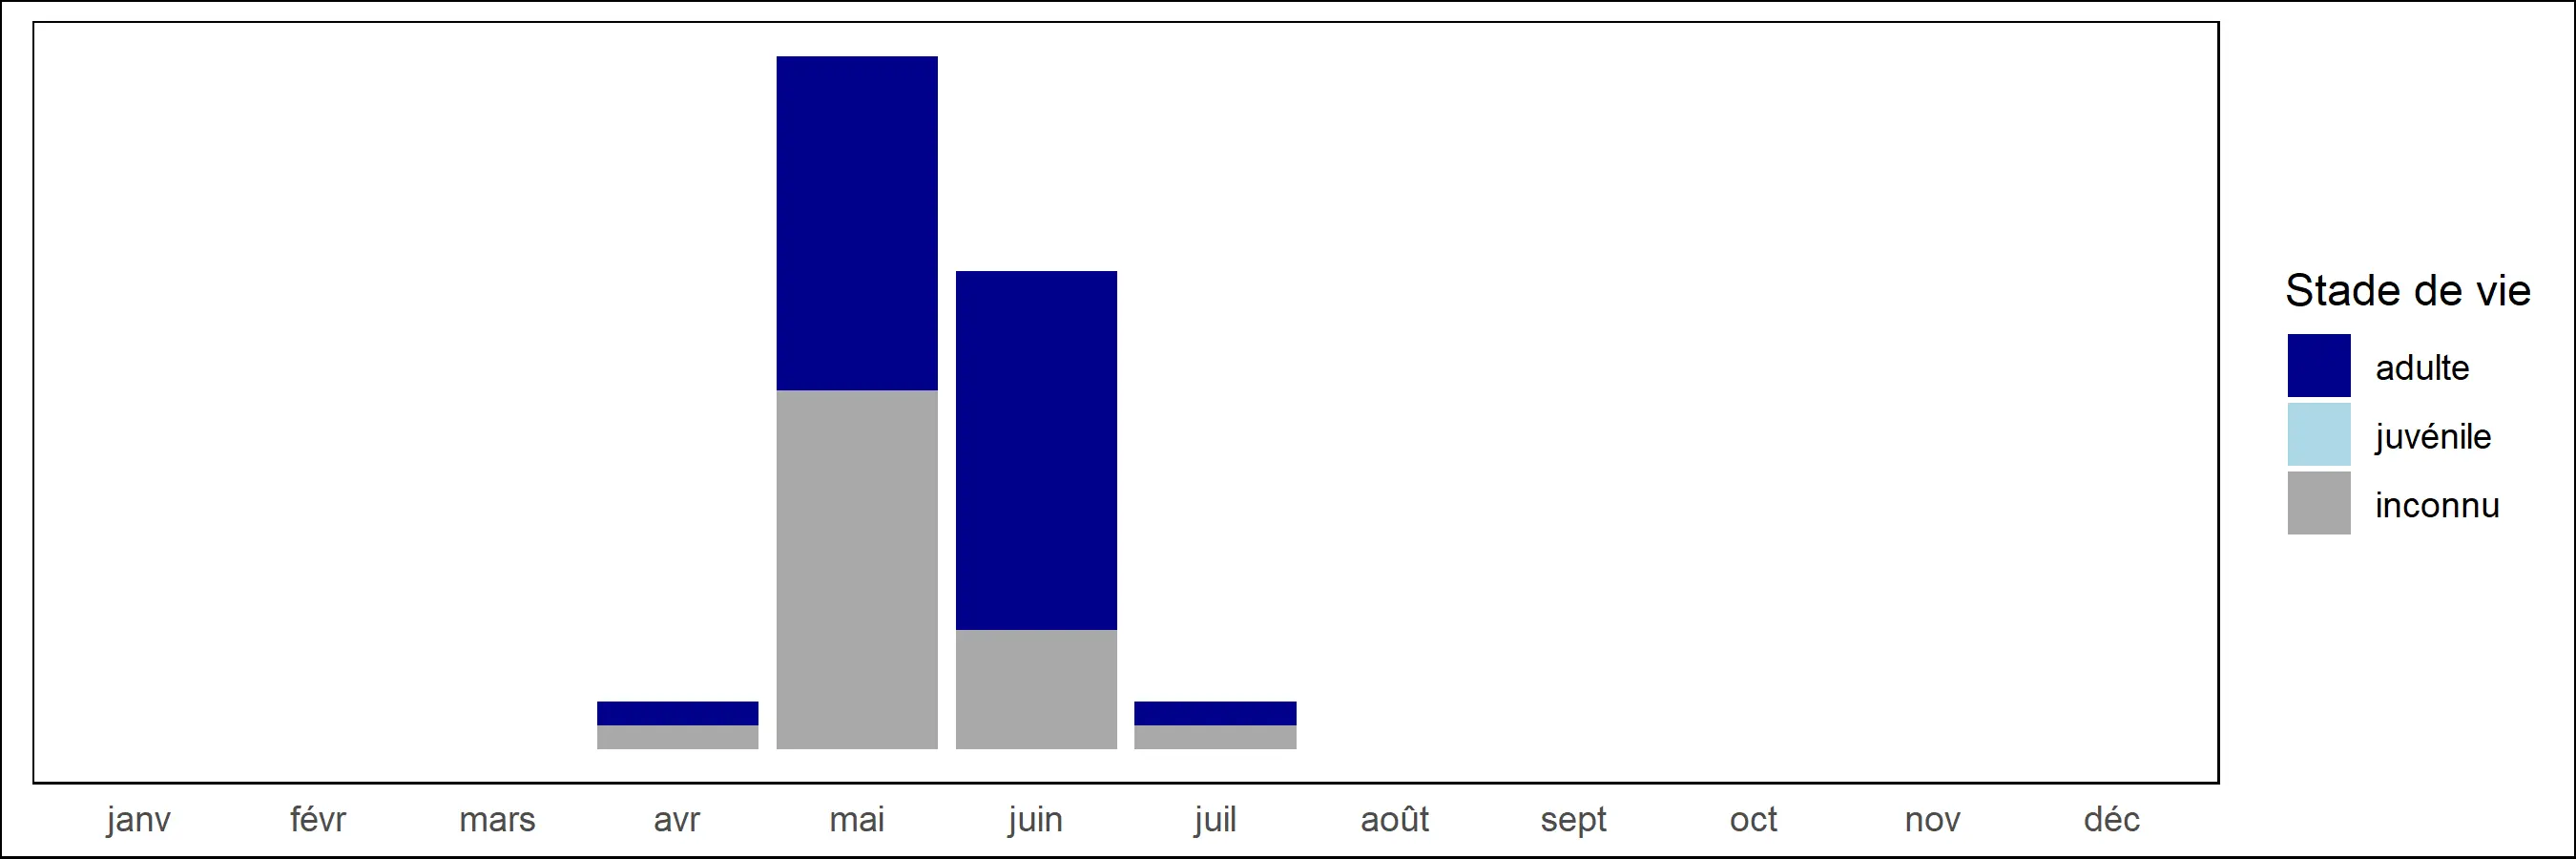 Stade de vie
adulte
juvénile
inconnu
janv févr mars avr mai juin juil août sept oct nov déc